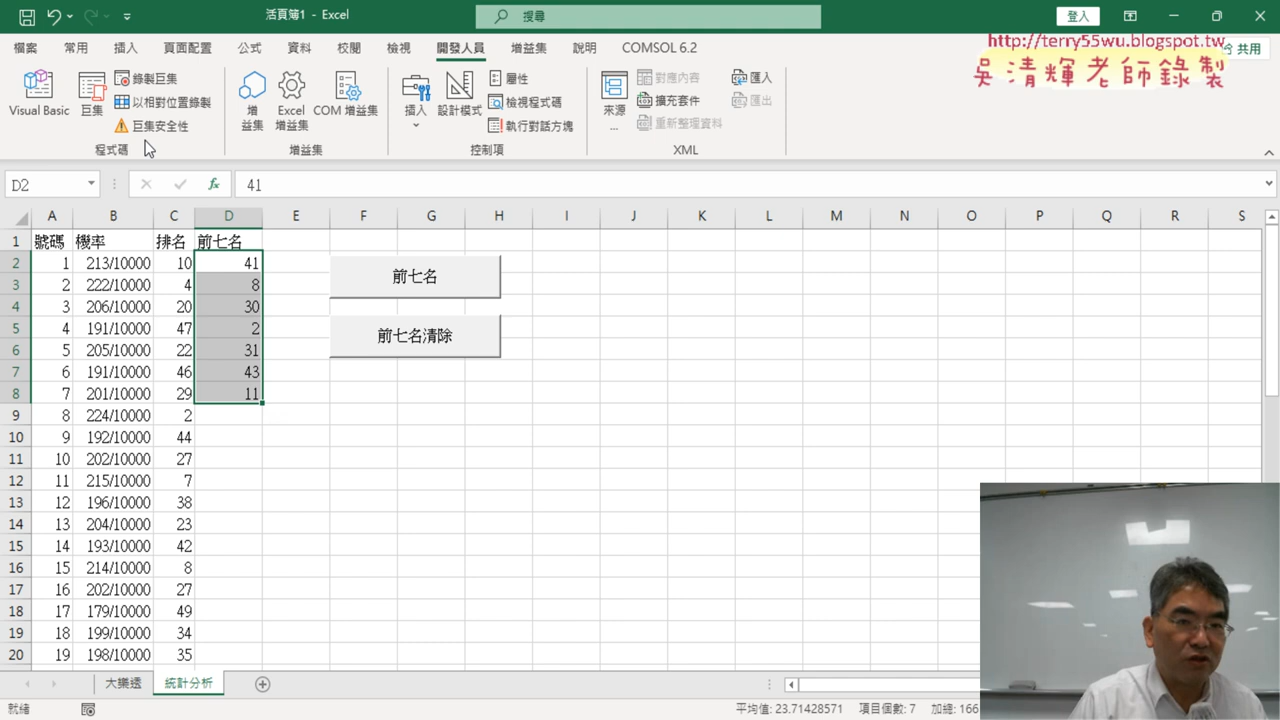 活頁簿1 - Excel
搜尋
登入
檔案 常用 插入 頁面配置 公式 資料 校閱 檢視 開發人員 增益集 說明 COMSOL 6.2
共用
http://terry55wu.blogspot.tw
吳清輝老師錄製
Visual Basic
巨集
錄製巨集
以相對位置錄製
巨集安全性
程式碼
增益集
Excel 增益集
COM 增益集
增益集
插入
設計模式
屬性
檢視程式碼
執行對話方塊
控制項
來源
...
對應內容
擴充套件
重新整理資料
匯入
匯出
XML
D2
fx
41
A B C D E F G H I J K L M N O P Q R S
1 號碼 機率 排名 前七名
2 1 213/10000 10 41
3 2 222/10000 4 8
4 3 206/10000 20 30
5 4 191/10000 47 2
6 5 205/10000 22 31
7 6 191/10000 46 43
8 7 201/10000 29 11
9 8 224/10000 2
10 9 192/10000 44
11 10 202/10000 27
12 11 215/10000 7
13 12 196/10000 38
14 13 204/10000 23
15 14 193/10000 42
16 15 214/10000 8
17 16 202/10000 27
18 17 179/10000 49
19 18 199/10000 34
20 19 198/10000 35
前七名
前七名清除
大樂透 統計分析
就緒
平均值: 23.71428571 項目個數: 7 加總: 166